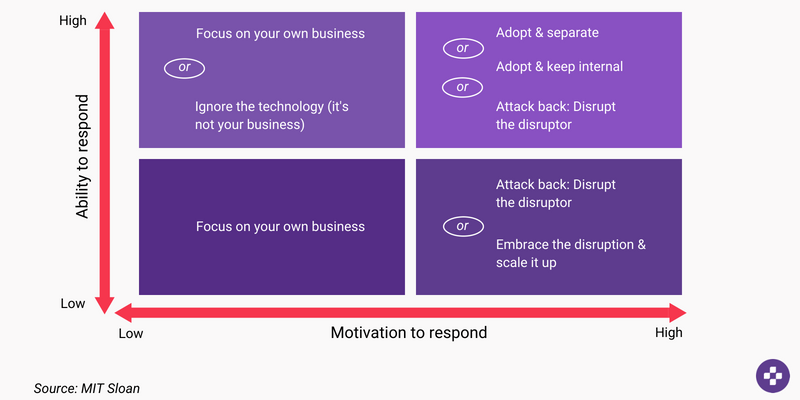 High
Focus on your own business
or
Ignore the technology (it's
not your business)
Adopt & separate
or
Adopt & keep internal
or
Attack back: Disrupt
the disruptor
Ability to respond
Focus on your own business
Attack back: Disrupt
the disruptor
or
Embrace the disruption &
scale it up
Low
Low
Motivation to respond
High
Source: MIT Sloan